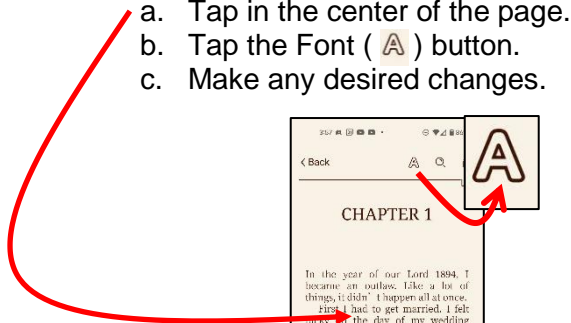 a. Tap in the center of the page.
b. Tap the Font ( A ) button.
c. Make any desired changes.
3:57
< Back A
A
CHAPTER 1
In the year of our Lord 1894, I
became an outlaw. Like a lot of
things, it didn't happen all at once.
First I had to get married. I felt
the day of my wedding